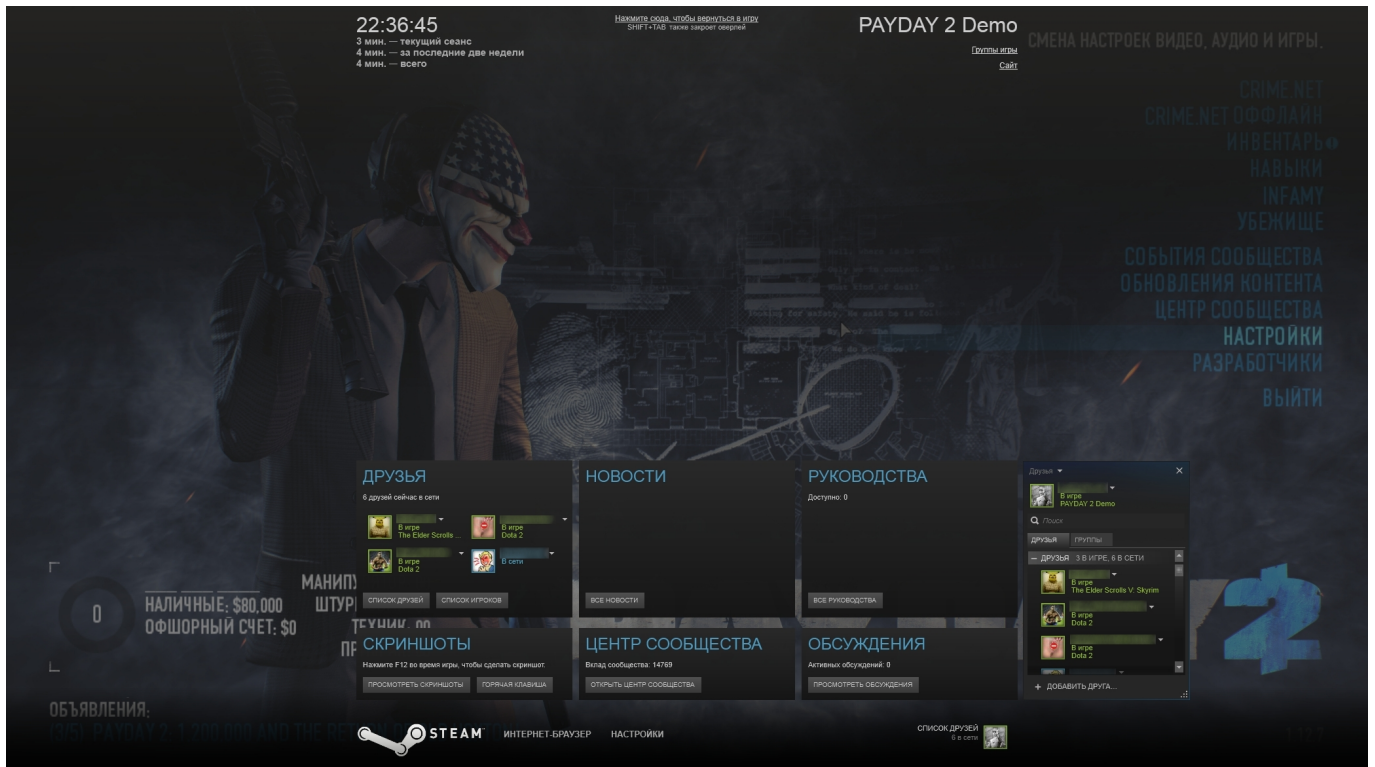 22:36:45
3 мин. — текущий сеанс
4 мин. — за последние две недели
4 мин. — всего
Нажмите сюда, чтобы вернуться в игру
SHIFT+TAB также закроет оверлей
PAYDAY 2 Demo
Группы игры
Сайт
СМЕНА НАСТРОЕК ВИДЕО, АУДИО И ИГРЫ.
CRIME.NET
CRIME.NET ОФФЛАЙН
ИНВЕНТАРЬ
НАВЫКИ
INFAMY
УБЕЖИЩЕ
СОБЫТИЯ СООБЩЕСТВА
ОБНОВЛЕНИЯ КОНТЕНТА
ЦЕНТР СООБЩЕСТВА
НАСТРОЙКИ
РАЗРАБОТЧИКИ
ВЫЙТИ
ДРУЗЬЯ
6 друзей сейчас в сети
В игре
The Elder Scrolls ...
В игре
Dota 2
В игре
Dota 2
В сети
СПИСОК ДРУЗЕЙ
СПИСОК ИГРОКОВ
НОВОСТИ
ВСЕ НОВОСТИ
РУКОВОДСТВА
Доступно: 0
ВСЕ РУКОВОДСТВА
Друзья
В игре
PAYDAY 2 Demo
Поиск
ДРУЗЬЯ
ГРУППЫ
– ДРУЗЬЯ 3 В ИГРЕ, 6 В СЕТИ
В игре
The Elder Scrolls V: Skyrim
В игре
Dota 2
В игре
Dota 2
+ ДОБАВИТЬ ДРУГА...
СКРИНШОТЫ
Нажмите F12 во время игры, чтобы сделать скриншот.
ПРОСМОТРЕТЬ СКРИНШОТЫ
ГОРЯЧАЯ КЛАВИША
ЦЕНТР СООБЩЕСТВА
Вклад сообщества: 14769
ОТКРЫТЬ ЦЕНТР СООБЩЕСТВА
ОБСУЖДЕНИЯ
Активных обсуждений: 0
ПРОСМОТРЕТЬ ОБСУЖДЕНИЯ
0
НАЛИЧНЫЕ: $80,000
ОФШОРНЫЙ СЧЕТ: $0
МАНИПУ
ШТУР
ТЕХНИК: 00
ПР
2
ОБЪЯВЛЕНИЯ:
STEAM
ИНТЕРНЕТ-БРАУЗЕР
НАСТРОЙКИ
СПИСОК ДРУЗЕЙ
6 в сети